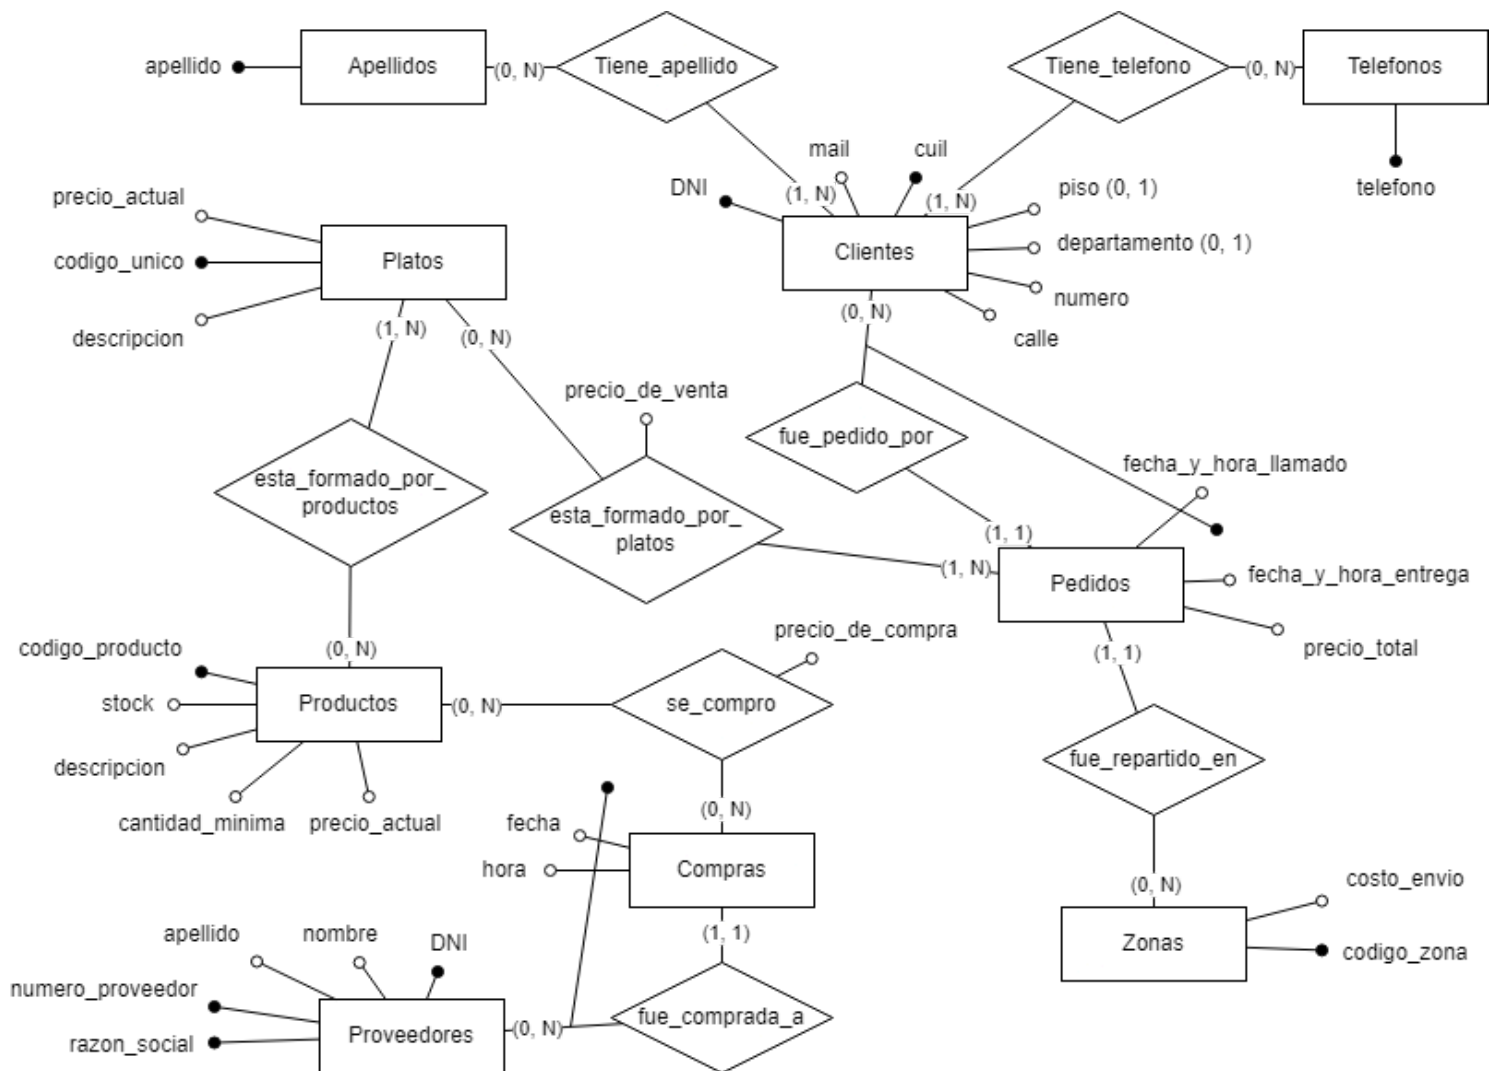 apellido
Apellidos
(0, N)
Tiene_apellido
Tiene_telefono
(0, N)
Telefonos
telefono
mail
cuil
DNI
(1, N)
(1, N)
piso (0, 1)
departamento (0, 1)
numero
calle
Clientes
(0, N)
precio_actual
codigo_unico
descripcion
Platos
(1, N)
(0, N)
precio_de_venta
fue_pedido_por
fecha_y_hora_llamado
esta_formado_por_
productos
esta_formado_por_
platos
(1, 1)
(1, N)
Pedidos
fecha_y_hora_entrega
precio_total
(1, 1)
(0, N)
codigo_producto
stock
descripcion
cantidad_minima
precio_actual
Productos
(0, N)
precio_de_compra
se_compro
fue_repartido_en
(0, N)
fecha
hora
Compras
(1, 1)
(0, N)
costo_envio
codigo_zona
Zonas
apellido
nombre
DNI
numero_proveedor
razon_social
Proveedores
(0, N)
fue_comprada_a